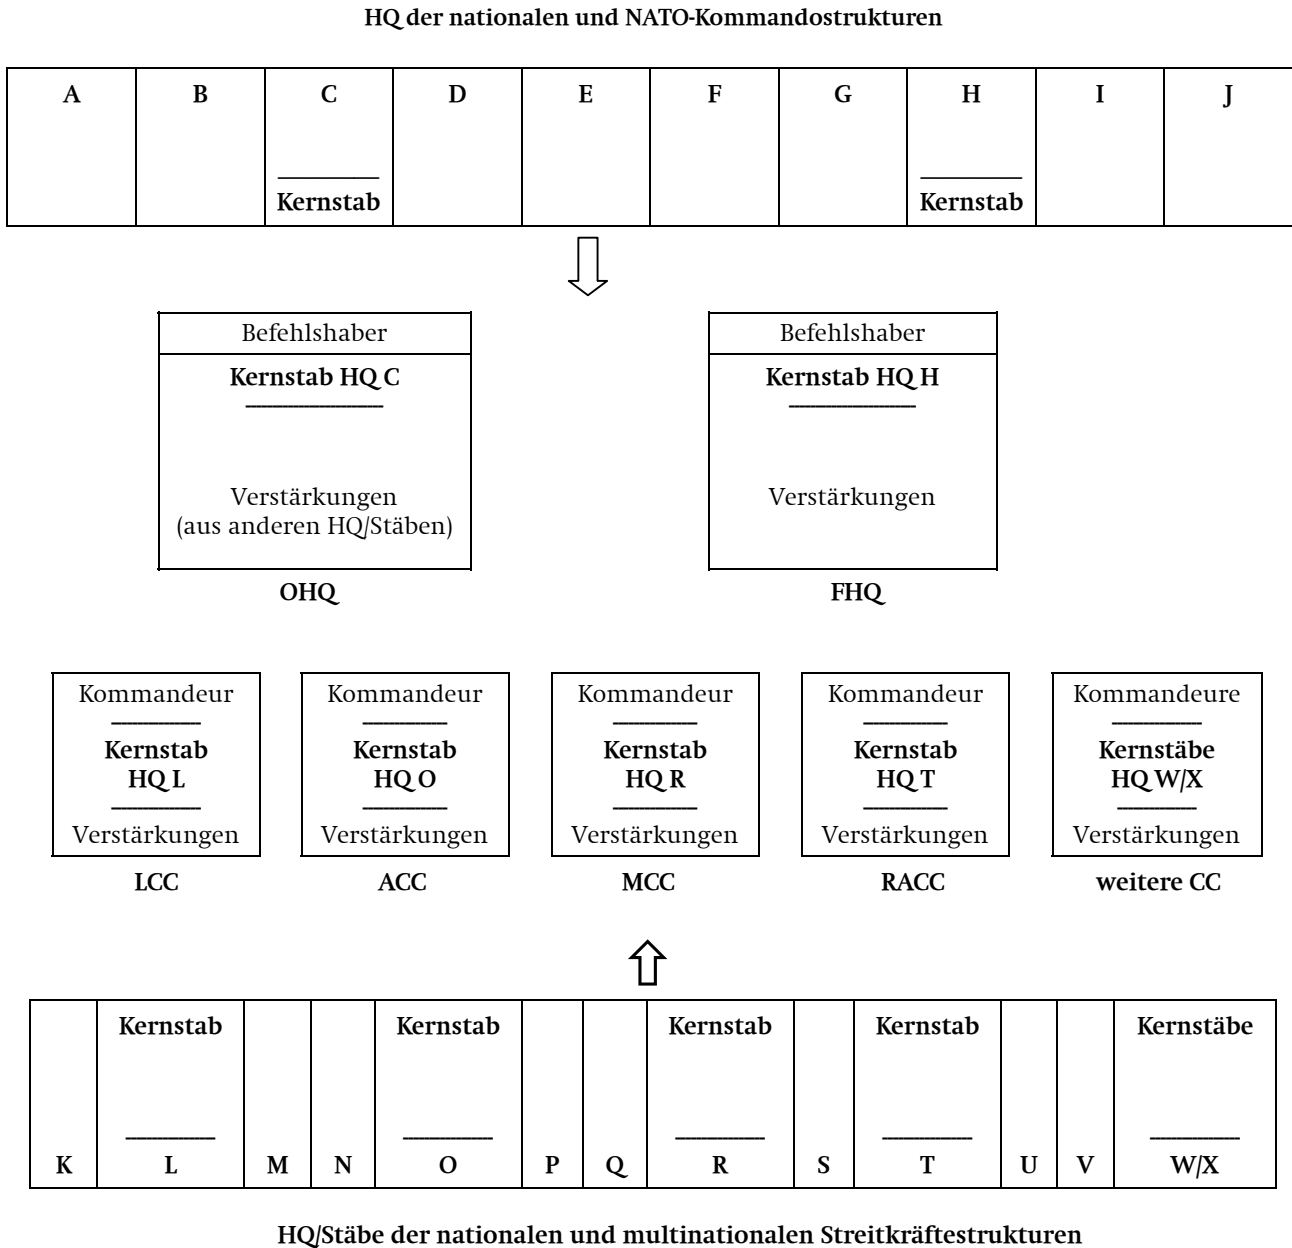 HQ der nationalen und NATO-Kommandostrukturen
A B C D E F G H I J
Kernstab Kernstab
Befehlshaber Befehlshaber
Kernstab HQ C Kernstab HQ H
Verstärkungen Verstärkungen
(aus anderen HQ/Stäben)
OHQ FHQ
Kommandeur Kommandeur Kommandeur Kommandeur Kommandeure
Kernstab Kernstab Kernstab Kernstab Kernstäbe
HQ L HQ O HQ R HQ T HQ W/X
Verstärkungen Verstärkungen Verstärkungen Verstärkungen Verstärkungen
LCC ACC MCC RACC weitere CC
Kernstab Kernstab Kernstab Kernstab Kernstäbe
K L M N O P Q R S T U V W/X
HQ/Stäbe der nationalen und multinationalen Streitkräftestrukturen